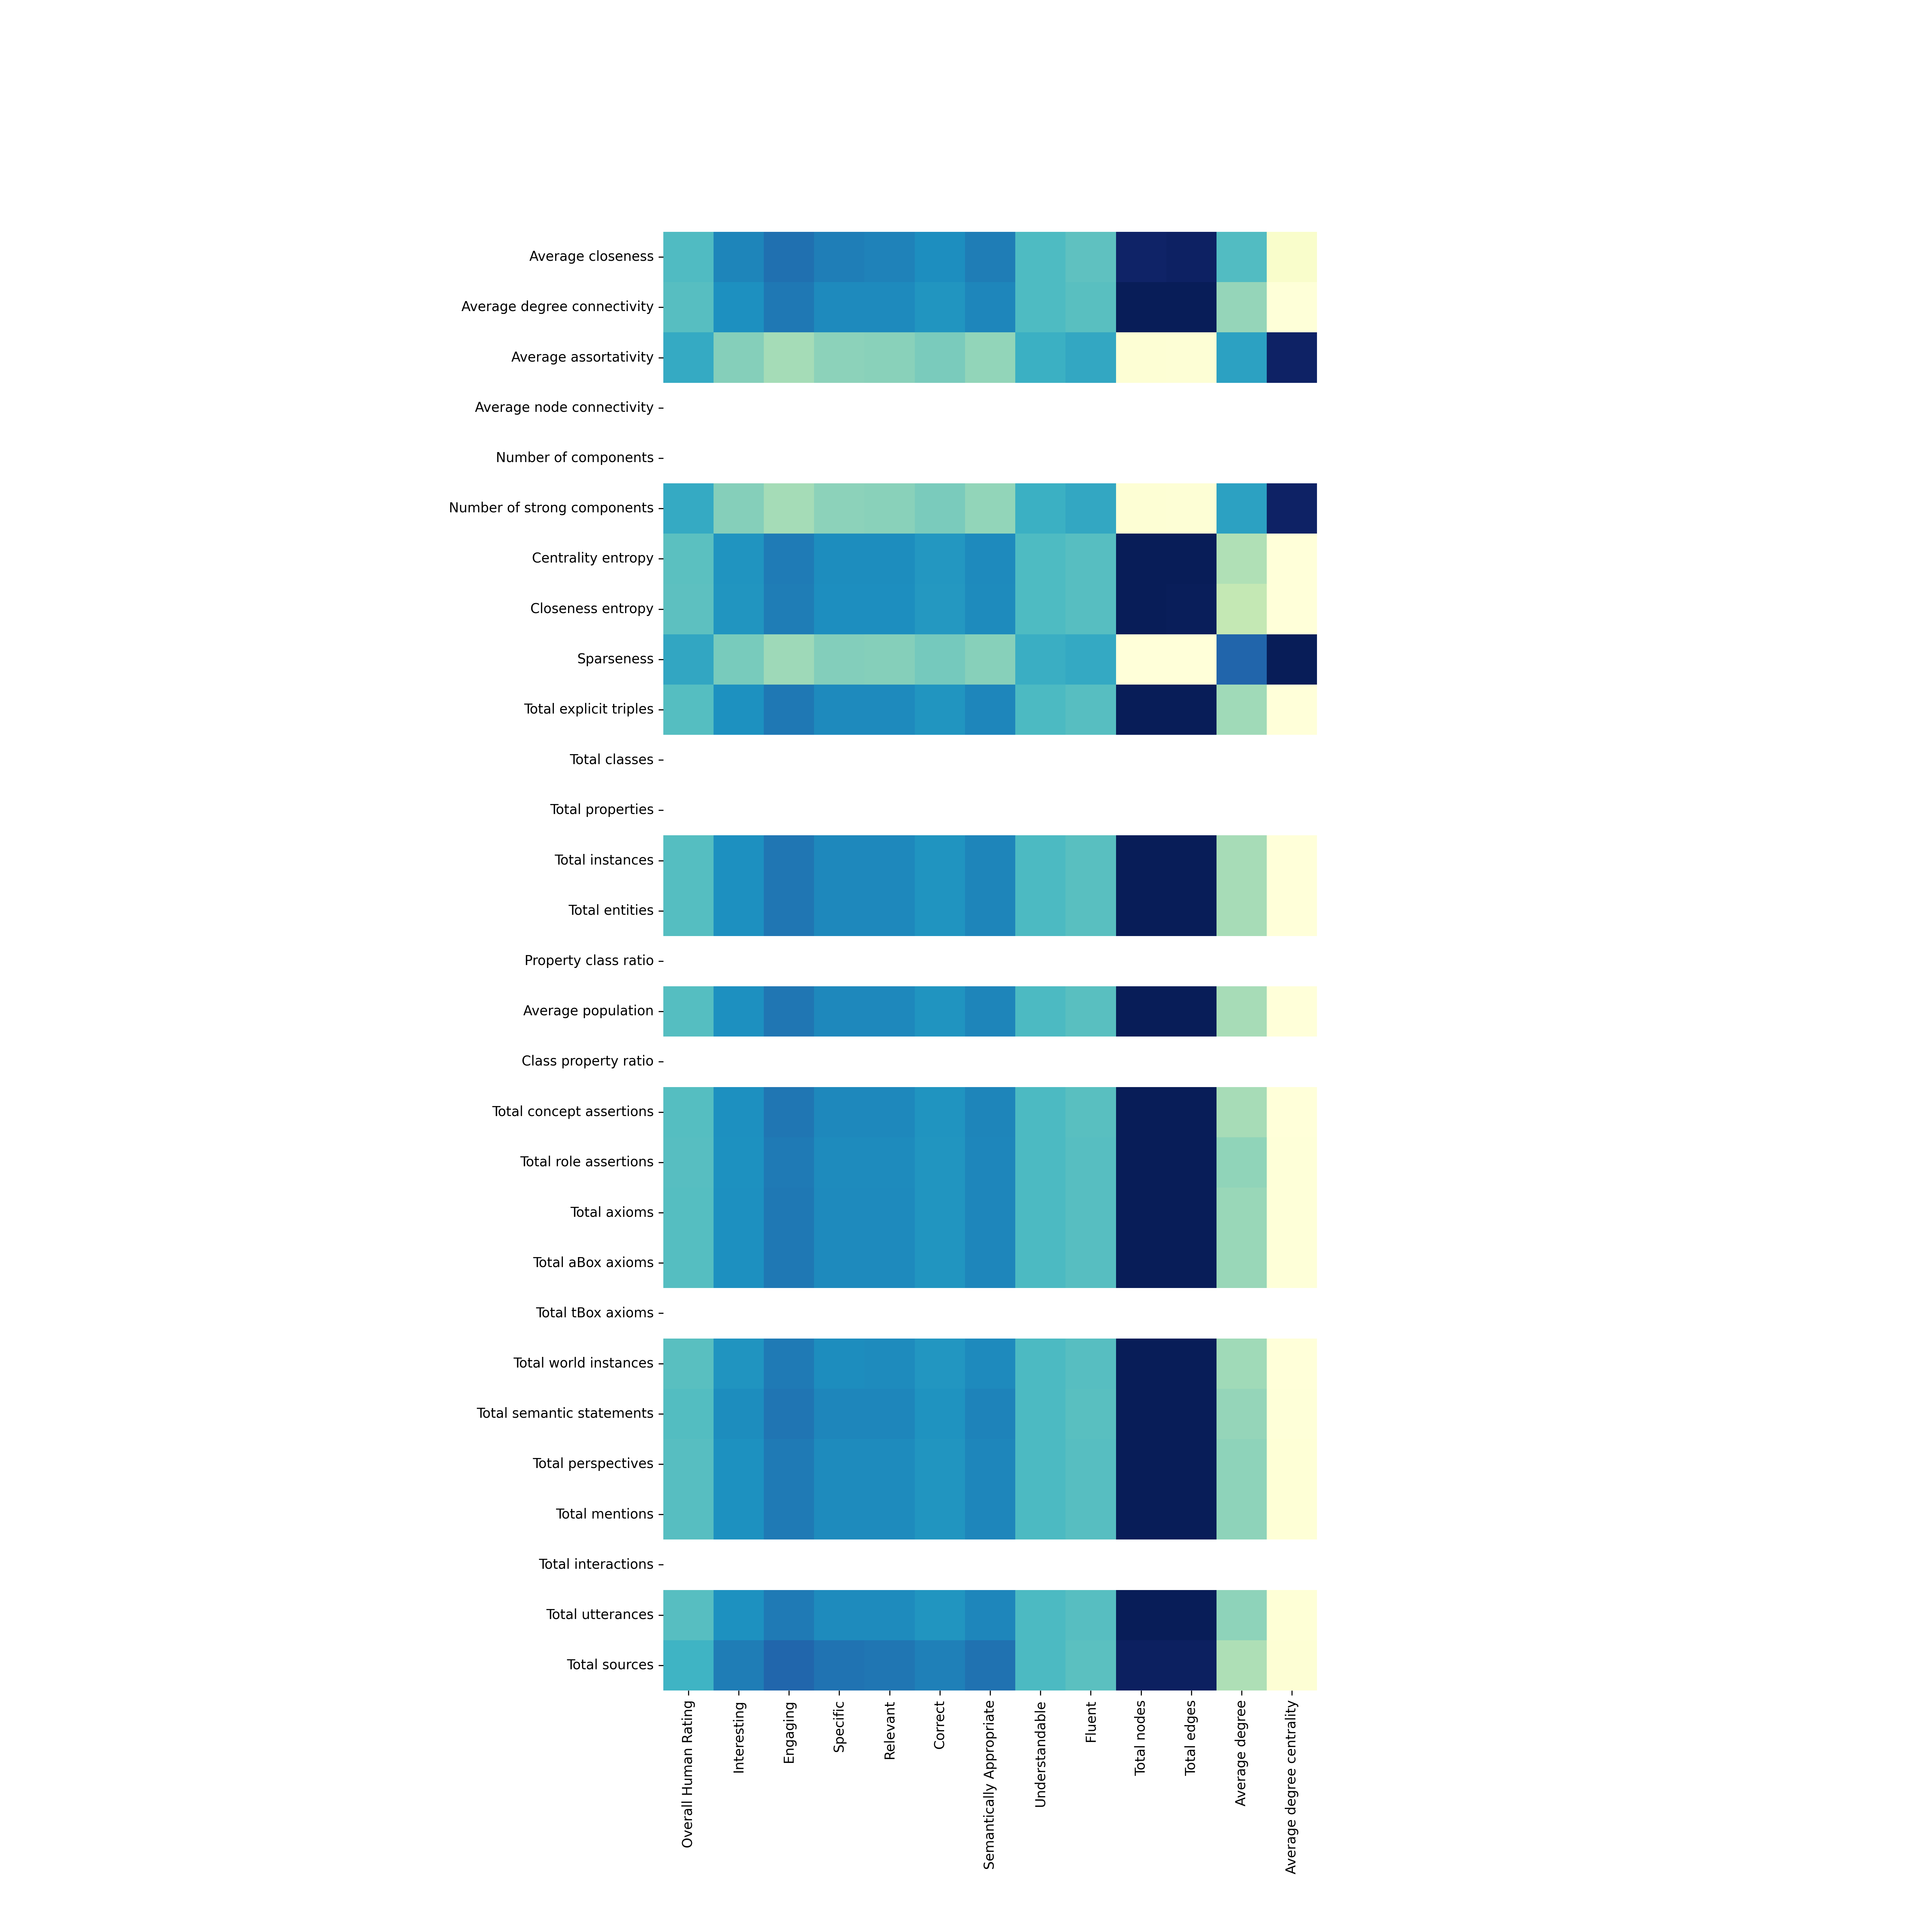 Average closeness
Average degree connectivity
Average assortativity
Average node connectivity
Number of components
Number of strong components
Centrality entropy
Closeness entropy
Sparseness
Total explicit triples
Total classes
Total properties
Total instances
Total entities
Property class ratio
Average population
Class property ratio
Total concept assertions
Total role assertions
Total axioms
Total aBox axioms
Total tBox axioms
Total world instances
Total semantic statements
Total perspectives
Total mentions
Total interactions
Total utterances
Total sources
Overall Human Rating
Interesting
Engaging
Specific
Relevant
Correct
Semantically Appropriate
Understandable
Fluent
Total nodes
Total edges
Average degree
Average degree centrality